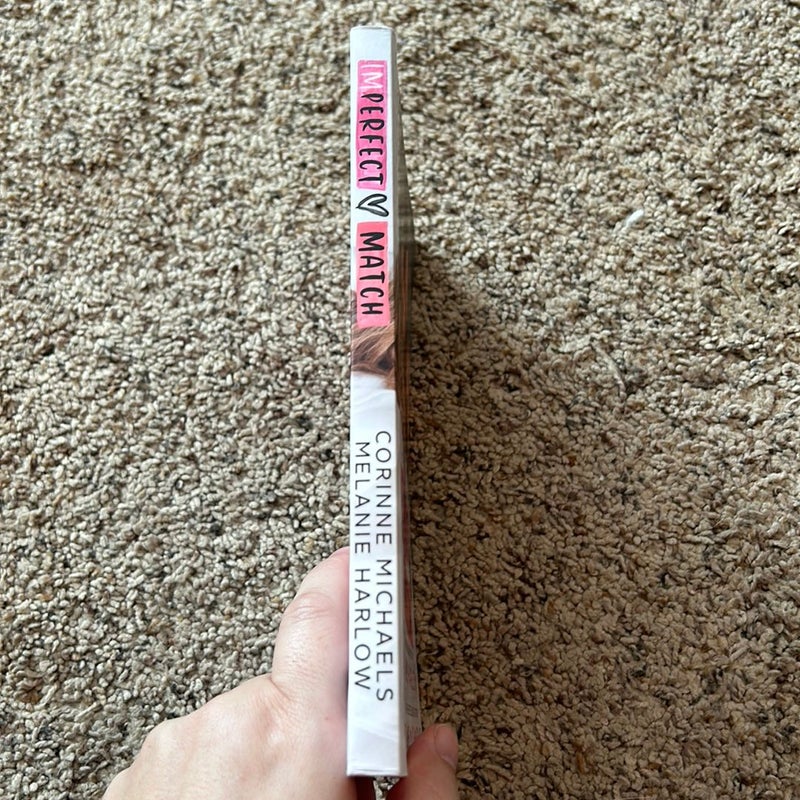 IMPERFECT
MATCH
CORINNE MICHAELS
MELANIE HARLOW